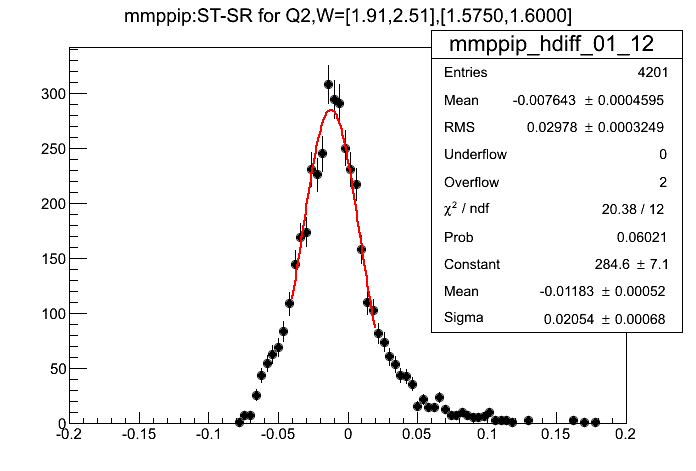 mmppip:ST-SR for Q2,W=[1.91,2.51],[1.5750,1.6000]
mmppip_hdiff_01_12
Entries 4201
Mean -0.007643 ± 0.0004595
RMS 0.02978 ± 0.0003249
Underflow 0
Overflow 2
χ² / ndf 20.38 / 12
Prob 0.06021
Constant 284.6 ± 7.1
Mean -0.01183 ± 0.00052
Sigma 0.02054 ± 0.00068
300
250
200
150
100
50
0
-0.2 -0.15 -0.1 -0.05 0 0.05 0.1 0.15 0.2